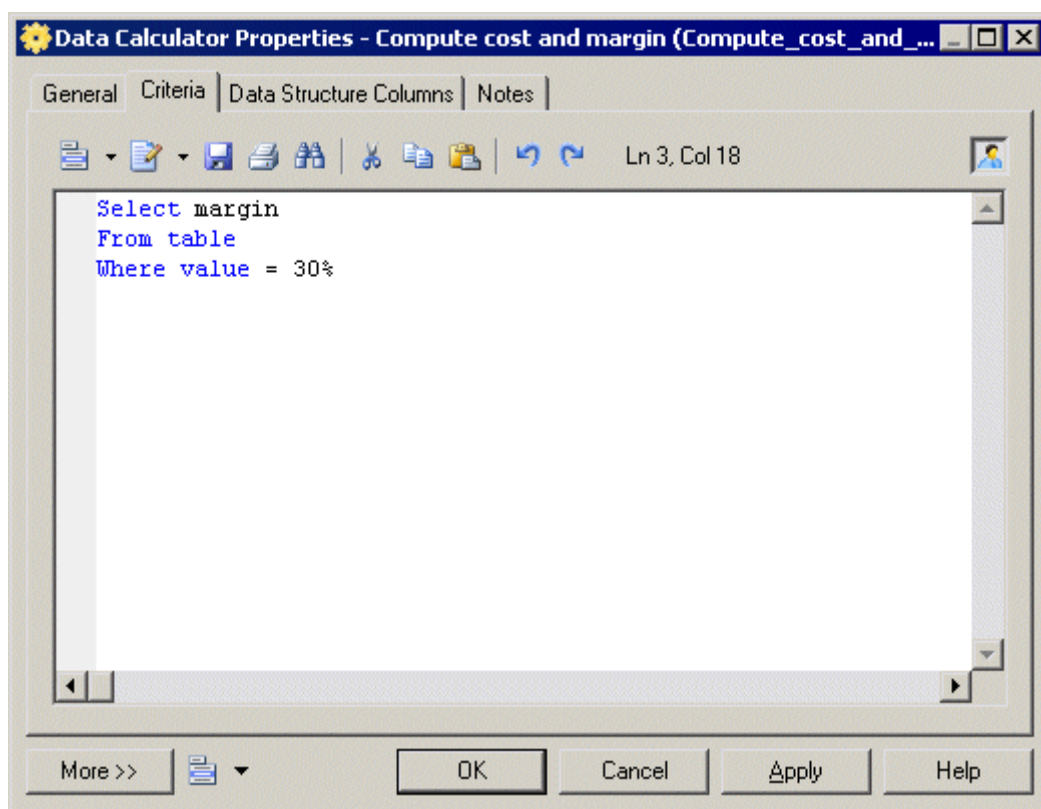 Data Calculator Properties - Compute cost and margin (Compute_cost_and_...
General Criteria Data Structure Columns Notes
Ln 3, Col 18
Select margin
From table
Where value = 30%
More >> OK Cancel Apply Help